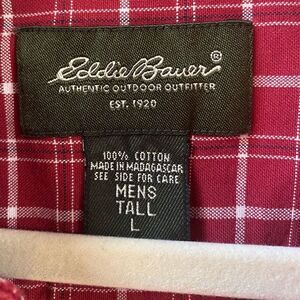 Eddie Bauer®
AUTHENTIC OUTDOOR OUTFITTER
EST. 1920
100% COTTON
MADE IN MADAGASCAR
SEE SIDE FOR CARE
MENS
TALL
L